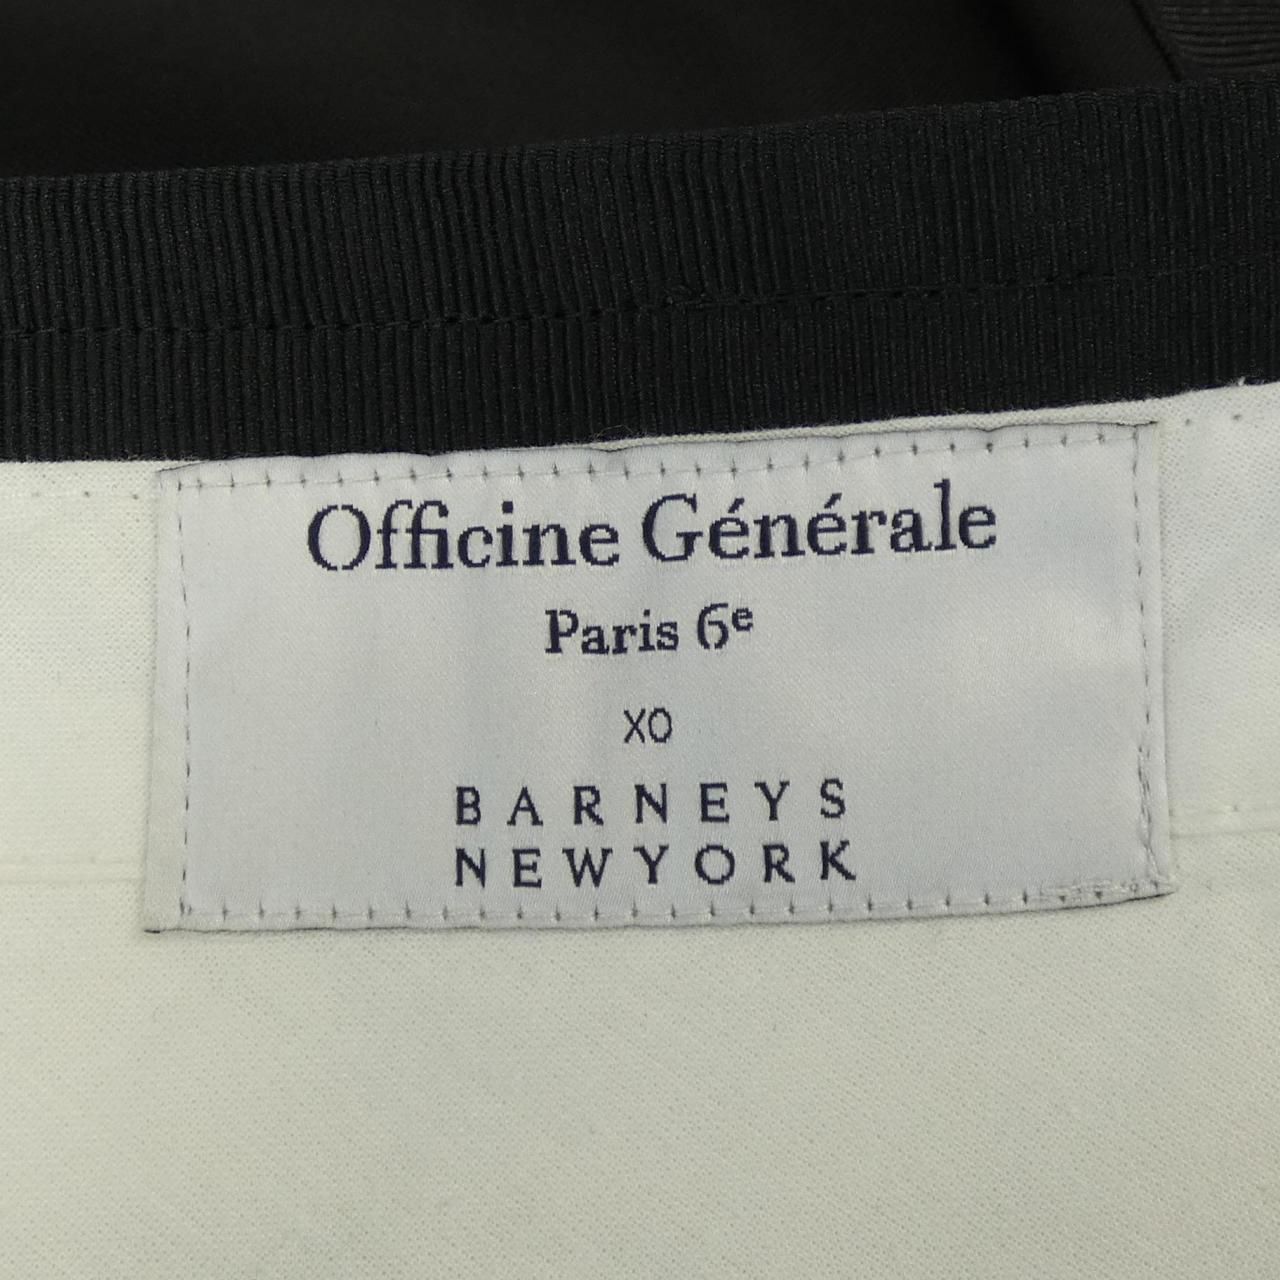 Officine Générale
Paris 6e
XO
BARNEYS
NEWYORK